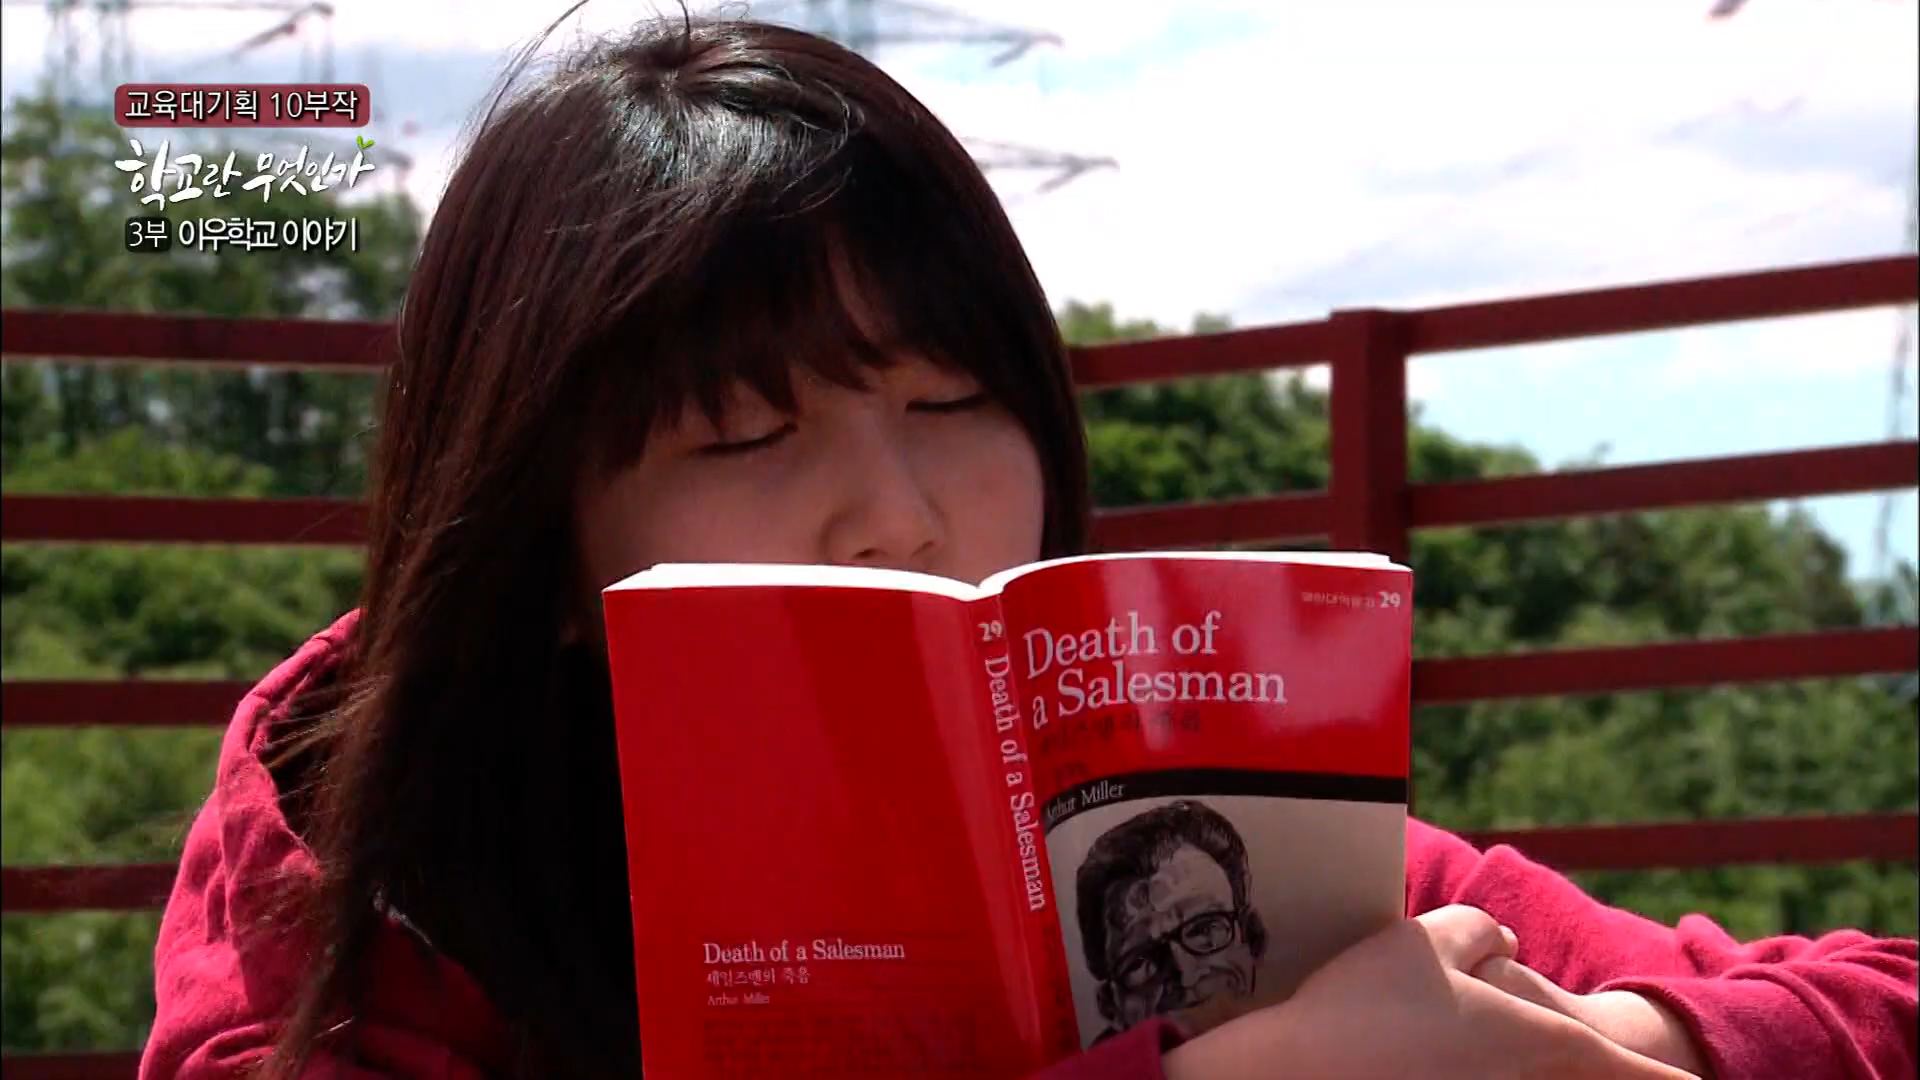 교육대기획 10부작
학교란 무엇인가
3부 이우학교 이야기
29
Death of
a Salesman
Arthur Miller
29 Death of a Salesman
Death of a Salesman
세일즈맨의 죽음
Arthur Miller